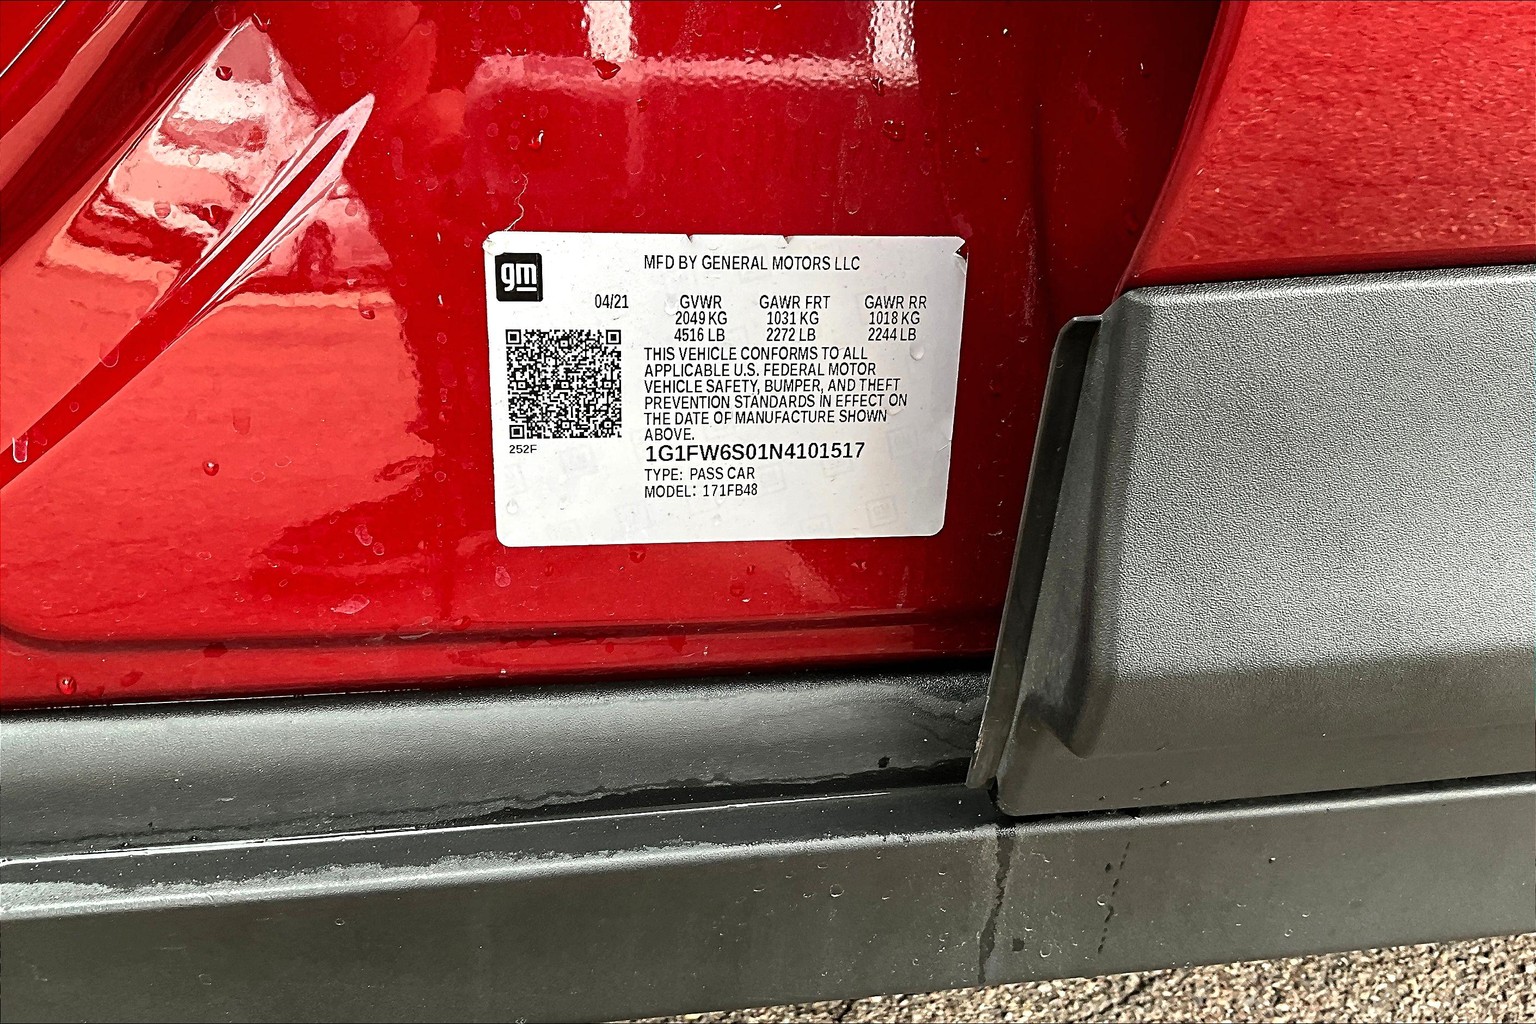 gm
MFD BY GENERAL MOTORS LLC
04/21 GVWR GAWR FRT GAWR RR
2049 KG 1031 KG 1018 KG
4516 LB 2272 LB 2244 LB
THIS VEHICLE CONFORMS TO ALL
APPLICABLE U.S. FEDERAL MOTOR
VEHICLE SAFETY, BUMPER, AND THEFT
PREVENTION STANDARDS IN EFFECT ON
THE DATE OF MANUFACTURE SHOWN
ABOVE.
252F
1G1FW6S01N4101517
TYPE: PASS CAR
MODEL: 171FB48